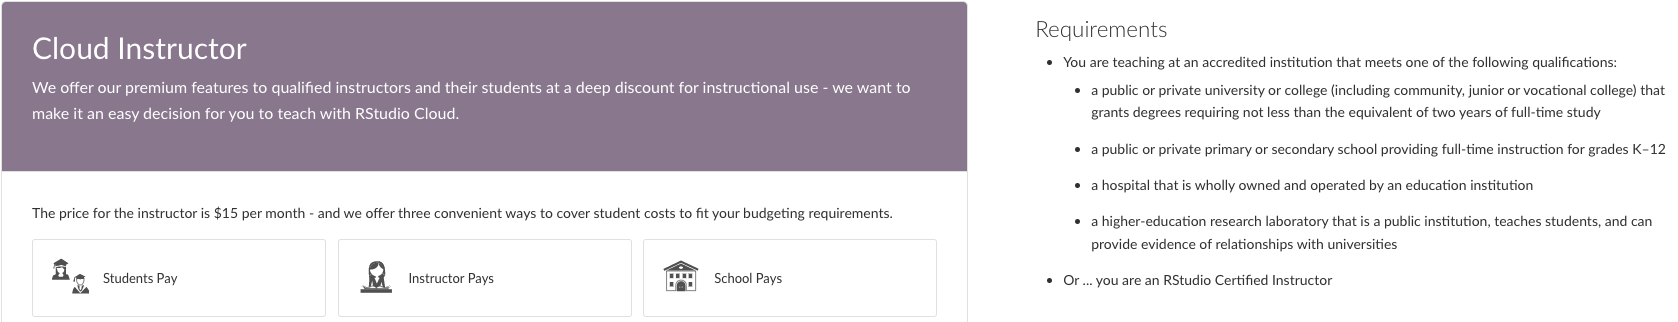 Cloud Instructor
We offer our premium features to qualified instructors and their students at a deep discount for instructional use - we want to
make it an easy decision for you to teach with RStudio Cloud.
The price for the instructor is $15 per month - and we offer three convenient ways to cover student costs to fit your budgeting requirements.
Students Pay
Instructor Pays
School Pays
Requirements
• You are teaching at an accredited institution that meets one of the following qualifications:
• a public or private university or college (including community, junior or vocational college) that
grants degrees requiring not less than the equivalent of two years of full-time study
• a public or private primary or secondary school providing full-time instruction for grades K–12
• a hospital that is wholly owned and operated by an education institution
• a higher-education research laboratory that is a public institution, teaches students, and can
provide evidence of relationships with universities
• Or ... you are an RStudio Certified Instructor